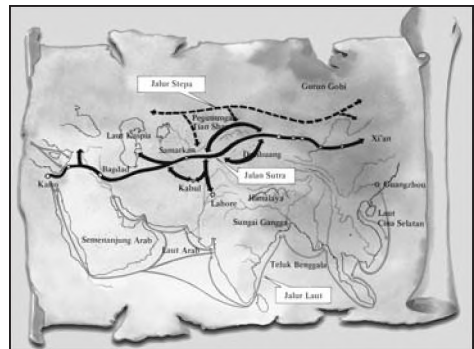 Jalur Stepa
Gurun Gobi
Pegunungan
Tian Shan
Laut Kaspia
Samarkan
Xi'an
Dunhuang
Bagdad
Jalan Sutra
Kairo
Kabul
Guangzhou
Lahore
Himalaya
Laut
Cina Selatan
Sungai Gangga
Semenanjung Arab
Laut Arab
Teluk Benggala
Jalur Laut